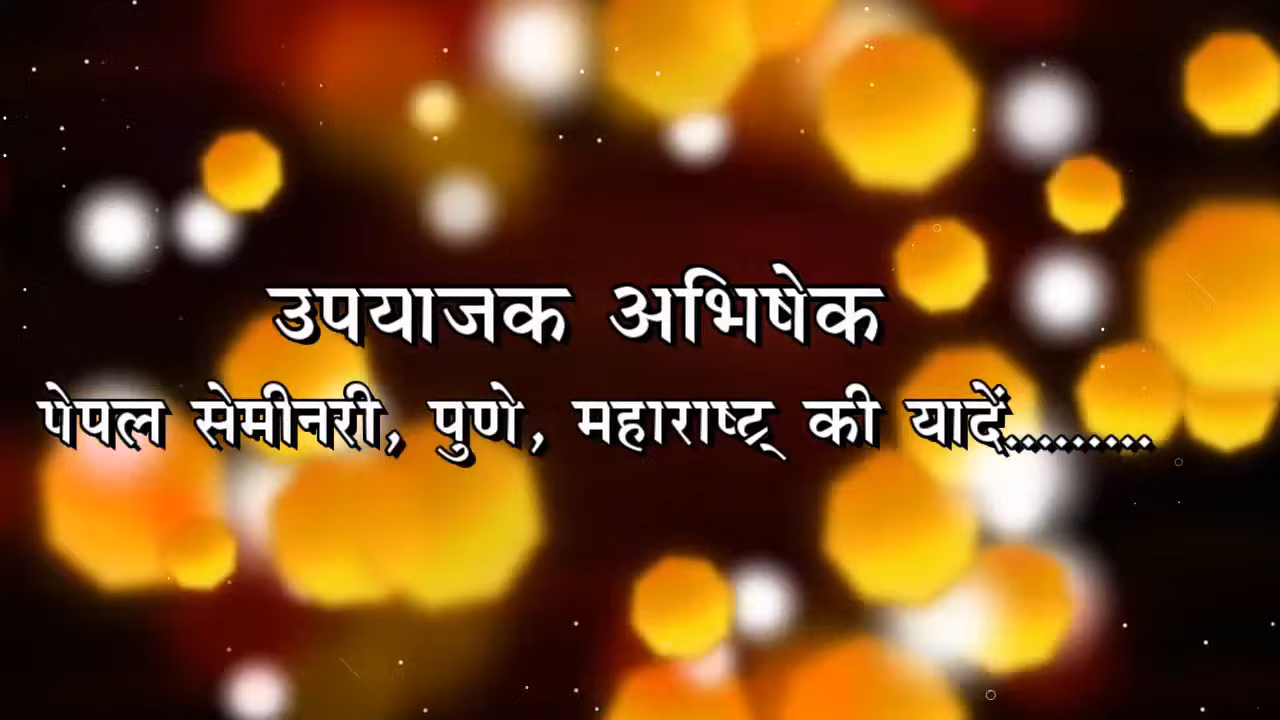 उपयाजक अभिषेक
पेपल सेमीनरी, पुणे, महाराष्ट्र् की यादें.........